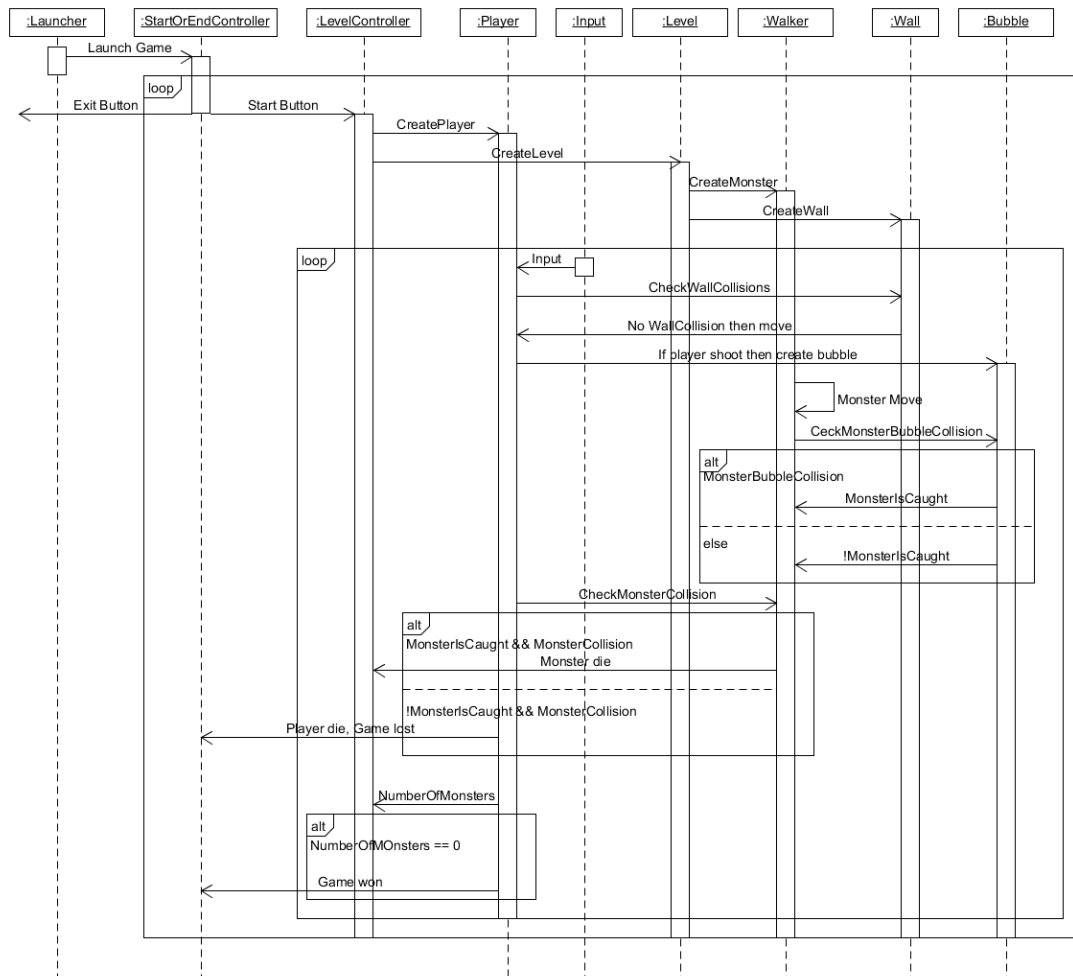 :Launcher
:StartOrEndController
:LevelController
:Player
:Input
:Level
:Walker
:Wall
:Bubble
Launch Game
loop
Exit Button
Start Button
CreatePlayer
CreateLevel
CreateMonster
CreateWall
loop
Input
CheckWallCollisions
No WallCollision then move
If player shoot then create bubble
Monster Move
CeckMonsterBubbleCollision
alt
MonsterBubbleCollision
MonsterIsCaught
else
!MonsterIsCaught
CheckMonsterCollision
alt
MonsterIsCaught && MonsterCollision
Monster die
!MonsterIsCaught && MonsterCollision
Player die, Game lost
NumberOfMonsters
alt
NumberOfMOnsters == 0
Game won